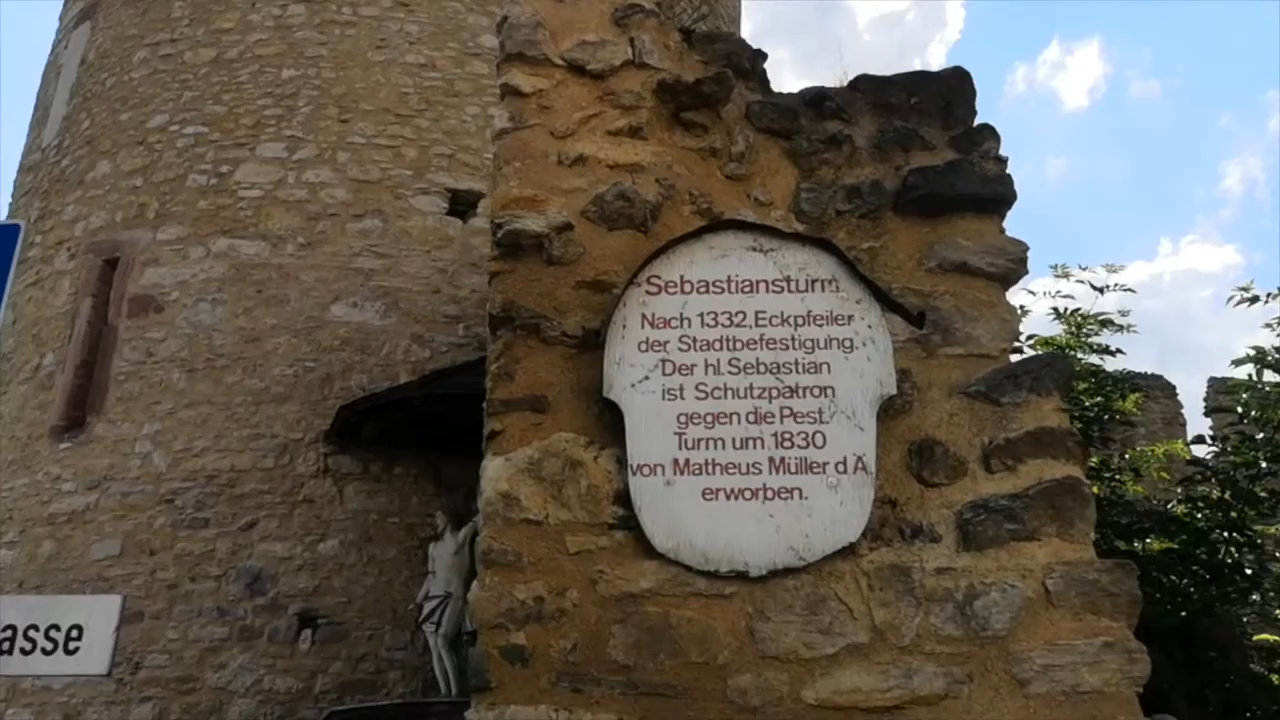 Sebastiansturm.
Nach 1332, Eckpfeiler
der Stadtbefestigung.
Der hl. Sebastian
ist Schutzpatron
gegen die Pest.
Turm um 1830
von Matheus Müller d Ä.
erworben.
asse